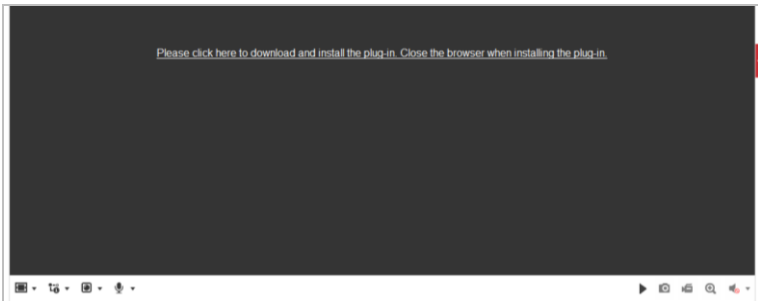 Please click here to download and install the plug-in. Close the browser when installing the plug-in.